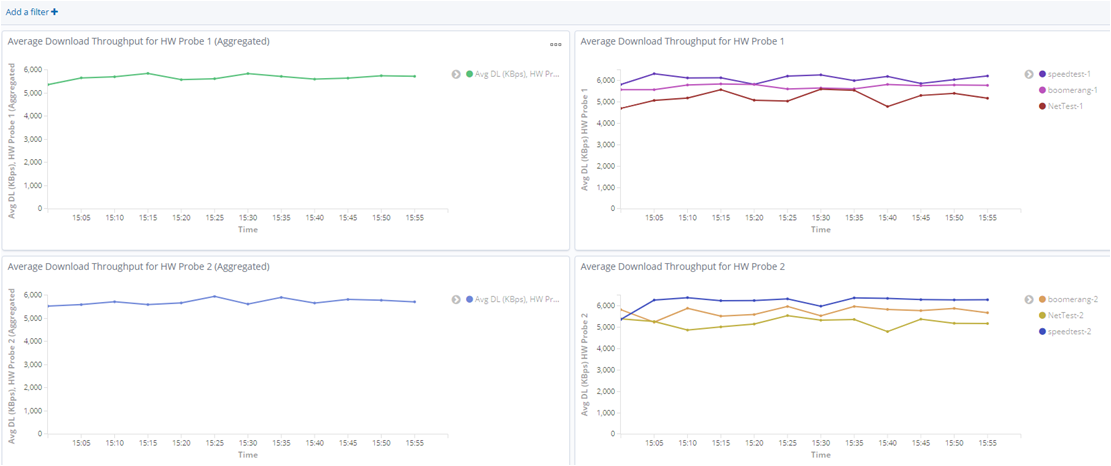 Add a filter +
Average Download Throughput for HW Probe 1 (Aggregated)
Avg DL (KBps), HW Probe 1 (Aggregated
6,000
5,000
4,000
3,000
2,000
1,000
0
15:05 15:10 15:15 15:20 15:25 15:30 15:35 15:40 15:45 15:50 15:55
Time
Avg DL (KBps), HW Pr...
Average Download Throughput for HW Probe 1
Avg DL (KBps) HW Probe 1
6,000
5,000
4,000
3,000
2,000
1,000
0
15:05 15:10 15:15 15:20 15:25 15:30 15:35 15:40 15:45 15:50 15:55
Time
speedtest-1
boomerang-1
NetTest-1
Average Download Throughput for HW Probe 2 (Aggregated)
Avg DL (KBps), HW Probe 2 (Aggregated
6,000
5,000
4,000
3,000
2,000
1,000
0
15:05 15:10 15:15 15:20 15:25 15:30 15:35 15:40 15:45 15:50 15:55
Time
Avg DL (KBps), HW Pr...
Average Download Throughput for HW Probe 2
Avg DL (KBps) HW Probe 2
6,000
5,000
4,000
3,000
2,000
1,000
0
15:05 15:10 15:15 15:20 15:25 15:30 15:35 15:40 15:45 15:50 15:55
Time
boomerang-2
NetTest-2
speedtest-2